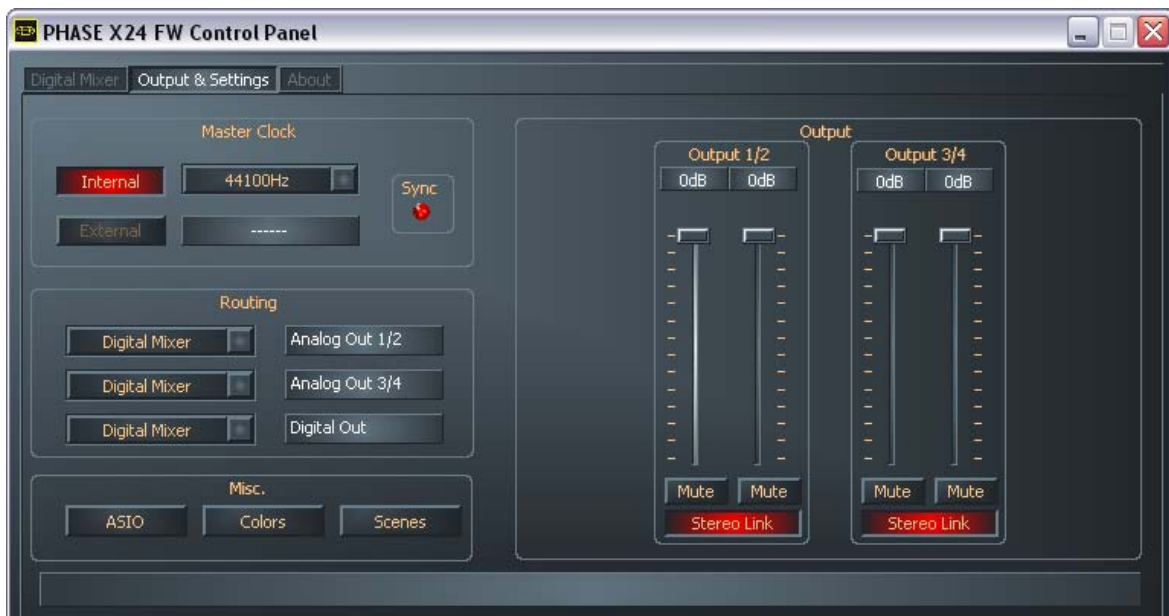 PHASE X24 FW Control Panel
Digital Mixer Output & Settings About
Master Clock
Internal 44100Hz
Sync
External ------
Routing
Digital Mixer Analog Out 1/2
Digital Mixer Analog Out 3/4
Digital Mixer Digital Out
Misc.
ASIO Colors Scenes
Output
Output 1/2 Output 3/4
0dB 0dB 0dB 0dB
Mute Mute Mute Mute
Stereo Link Stereo Link